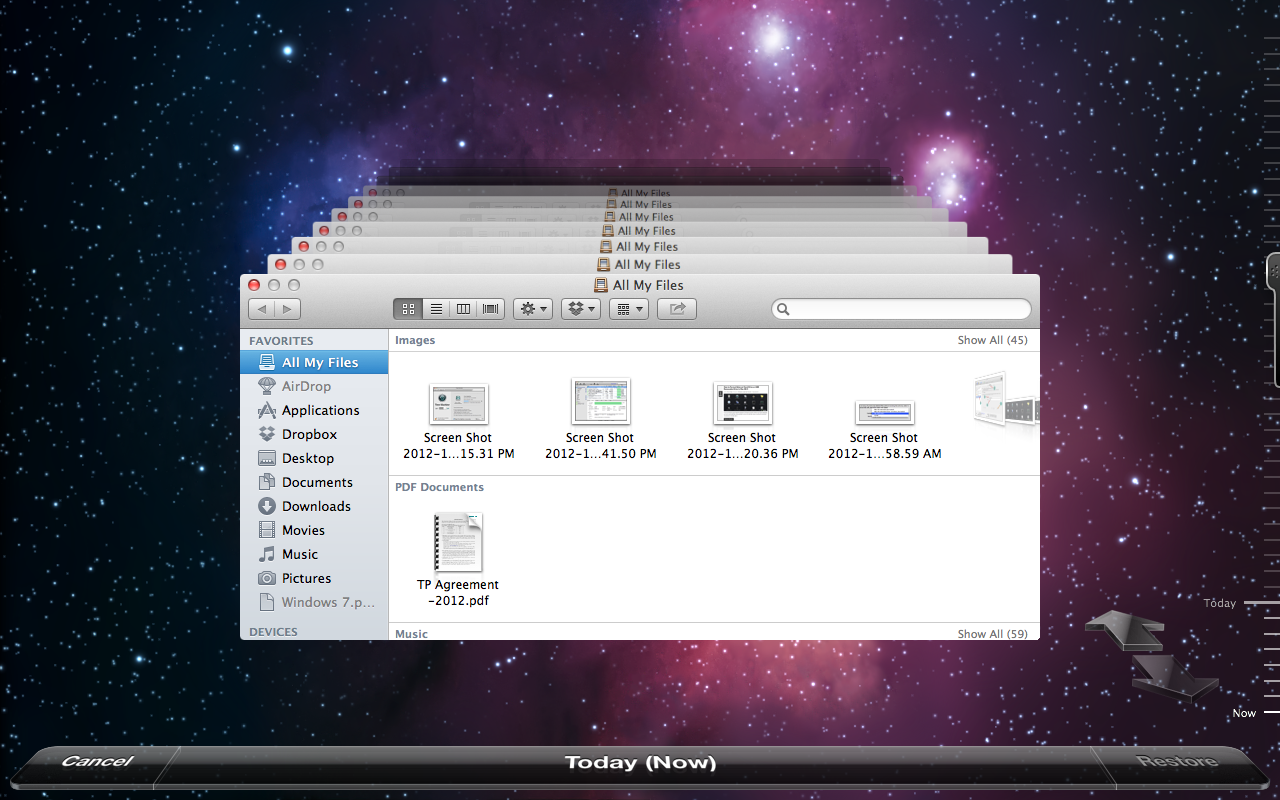 All My Files
All My Files
All My Files
All My Files
All My Files
All My Files
All My Files
FAVORITES
All My Files
AirDrop
Applications
Dropbox
Desktop
Documents
Downloads
Movies
Music
Pictures
Windows 7.p...
DEVICES
Images
Show All (45)
Screen Shot
2012-1...15.31 PM
Screen Shot
2012-1...41.50 PM
Screen Shot
2012-1...20.36 PM
Screen Shot
2012-1...58.59 AM
PDF Documents
TP Agreement
-2012.pdf
Music
Show All (59)
Today
Now
Cancel
Today (Now)
Restore